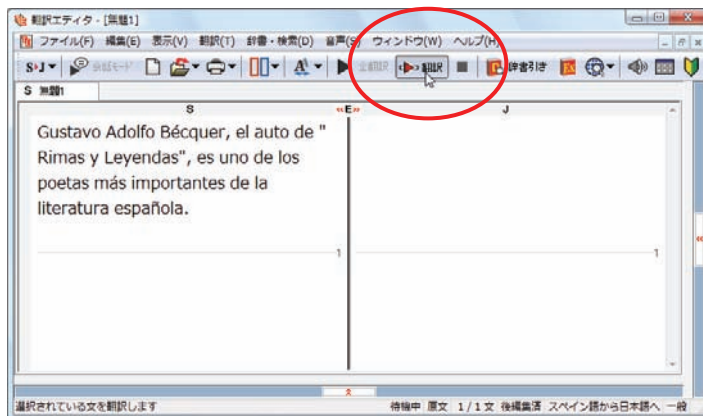 翻訳エディタ - [無題1]
ファイル(F) 編集(E) 表示(V) 翻訳(T) 辞書・検索(D) 音声(S) ウィンドウ(W) ヘルプ(H)
S J 翻訳 辞書引き
S 無題1
S «E» J
Gustavo Adolfo Bécquer, el auto de "
Rimas y Leyendas", es uno de los
poetas más importantes de la
literatura española.
1 1
選択されている文を翻訳します 待機中 原文 1/1文 後編集済 スペイン語から日本語へ 一般